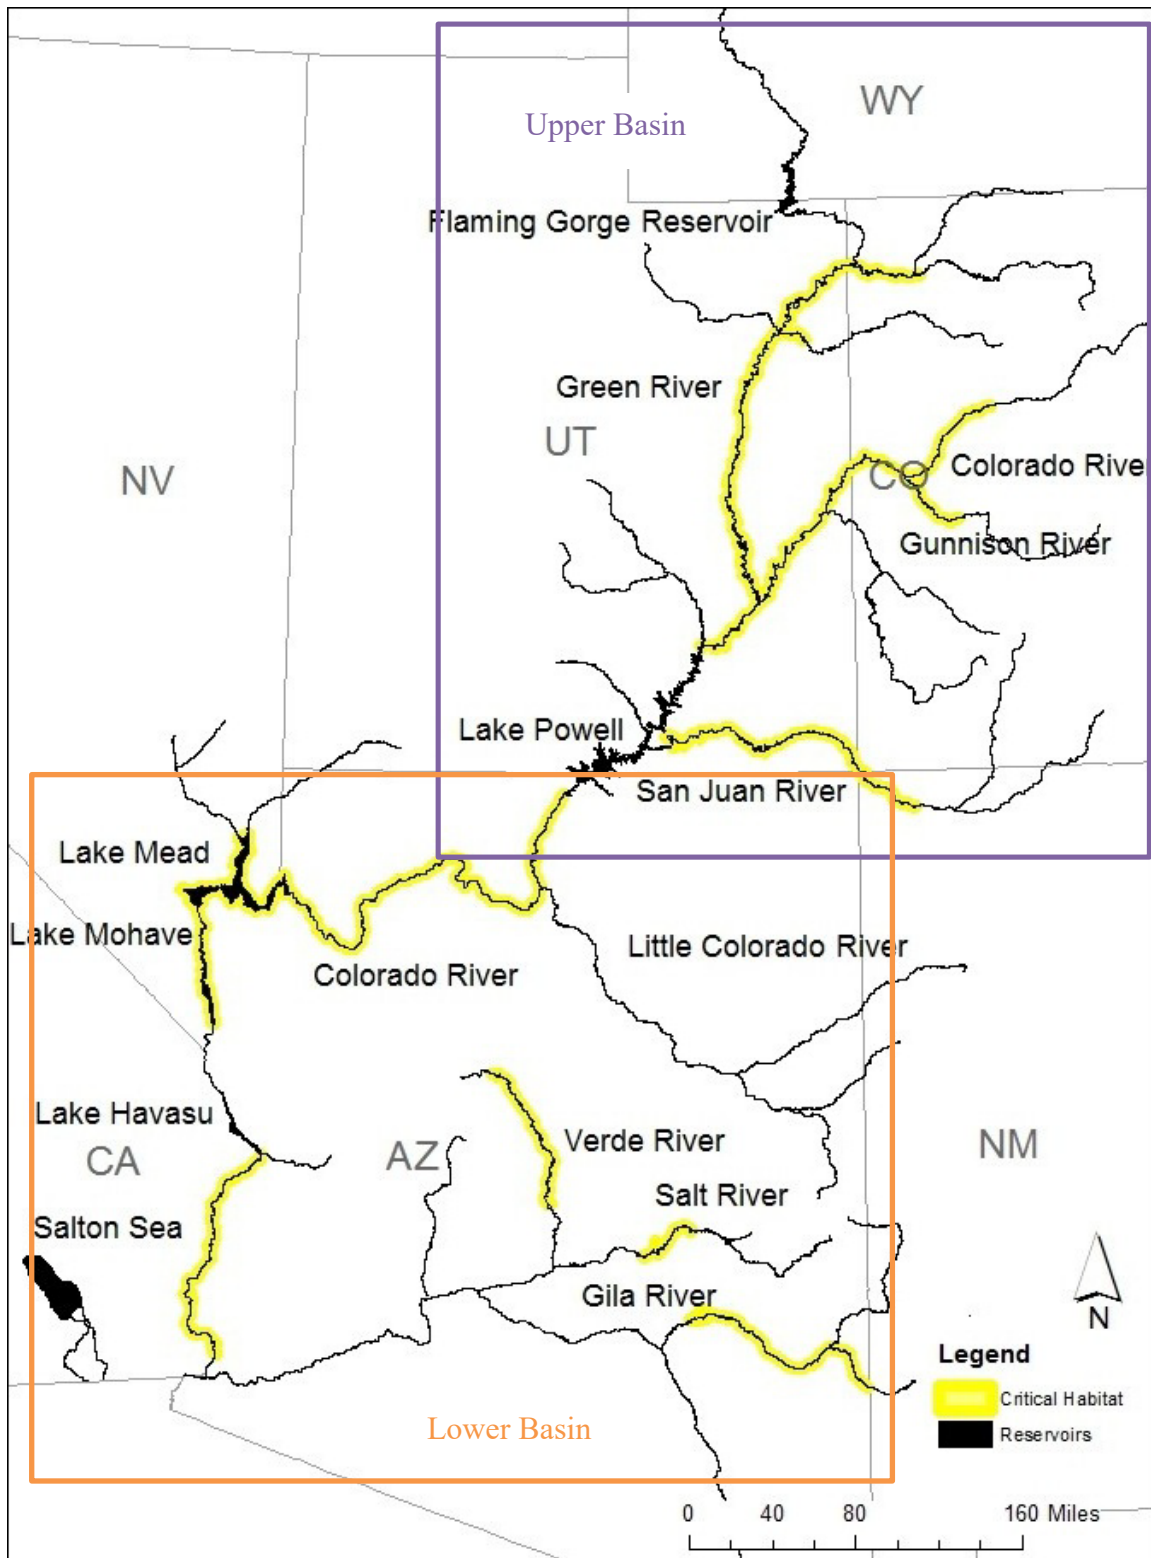 WY
Upper Basin
Flaming Gorge Reservoir
Green River
UT
NV
CO
Colorado Rive
Gunnison River
Lake Powell
San Juan River
Lake Mead
Lake Mohave
Little Colorado River
Colorado River
Lake Havasu
CA
AZ
Verde River
NM
Salt River
Salton Sea
Gila River
N
Legend
Critical Habitat
Reservoirs
Lower Basin
0 40 80 160 Miles